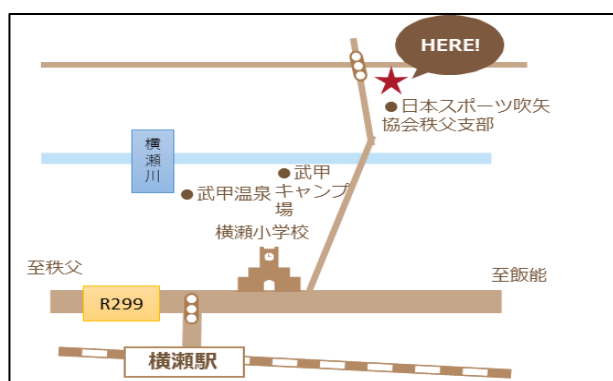 HERE!
●日本スポーツ吹矢
協会秩父支部
横
瀬
川
●武甲
キャンプ
場
●武甲温泉
横瀬小学校
至秩父
至飯能
R299
横瀬駅